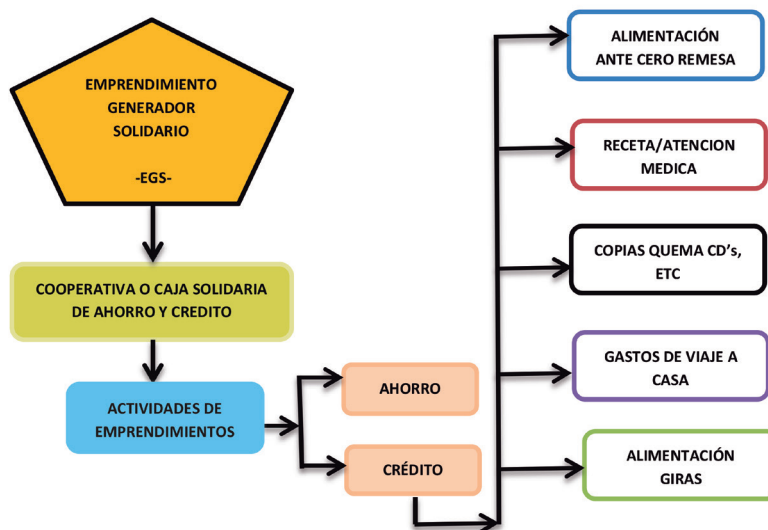 EMPRENDIMIENTO
GENERADOR
SOLIDARIO
-EGS-
COOPERATIVA O CAJA SOLIDARIA
DE AHORRO Y CREDITO
ACTIVIDADES DE
EMPRENDIMIENTOS
AHORRO
CRÉDITO
ALIMENTACIÓN
ANTE CERO REMESA
RECETA/ATENCION
MEDICA
COPIAS QUEMA CD's,
ETC
GASTOS DE VIAJE A
CASA
ALIMENTACIÓN
GIRAS